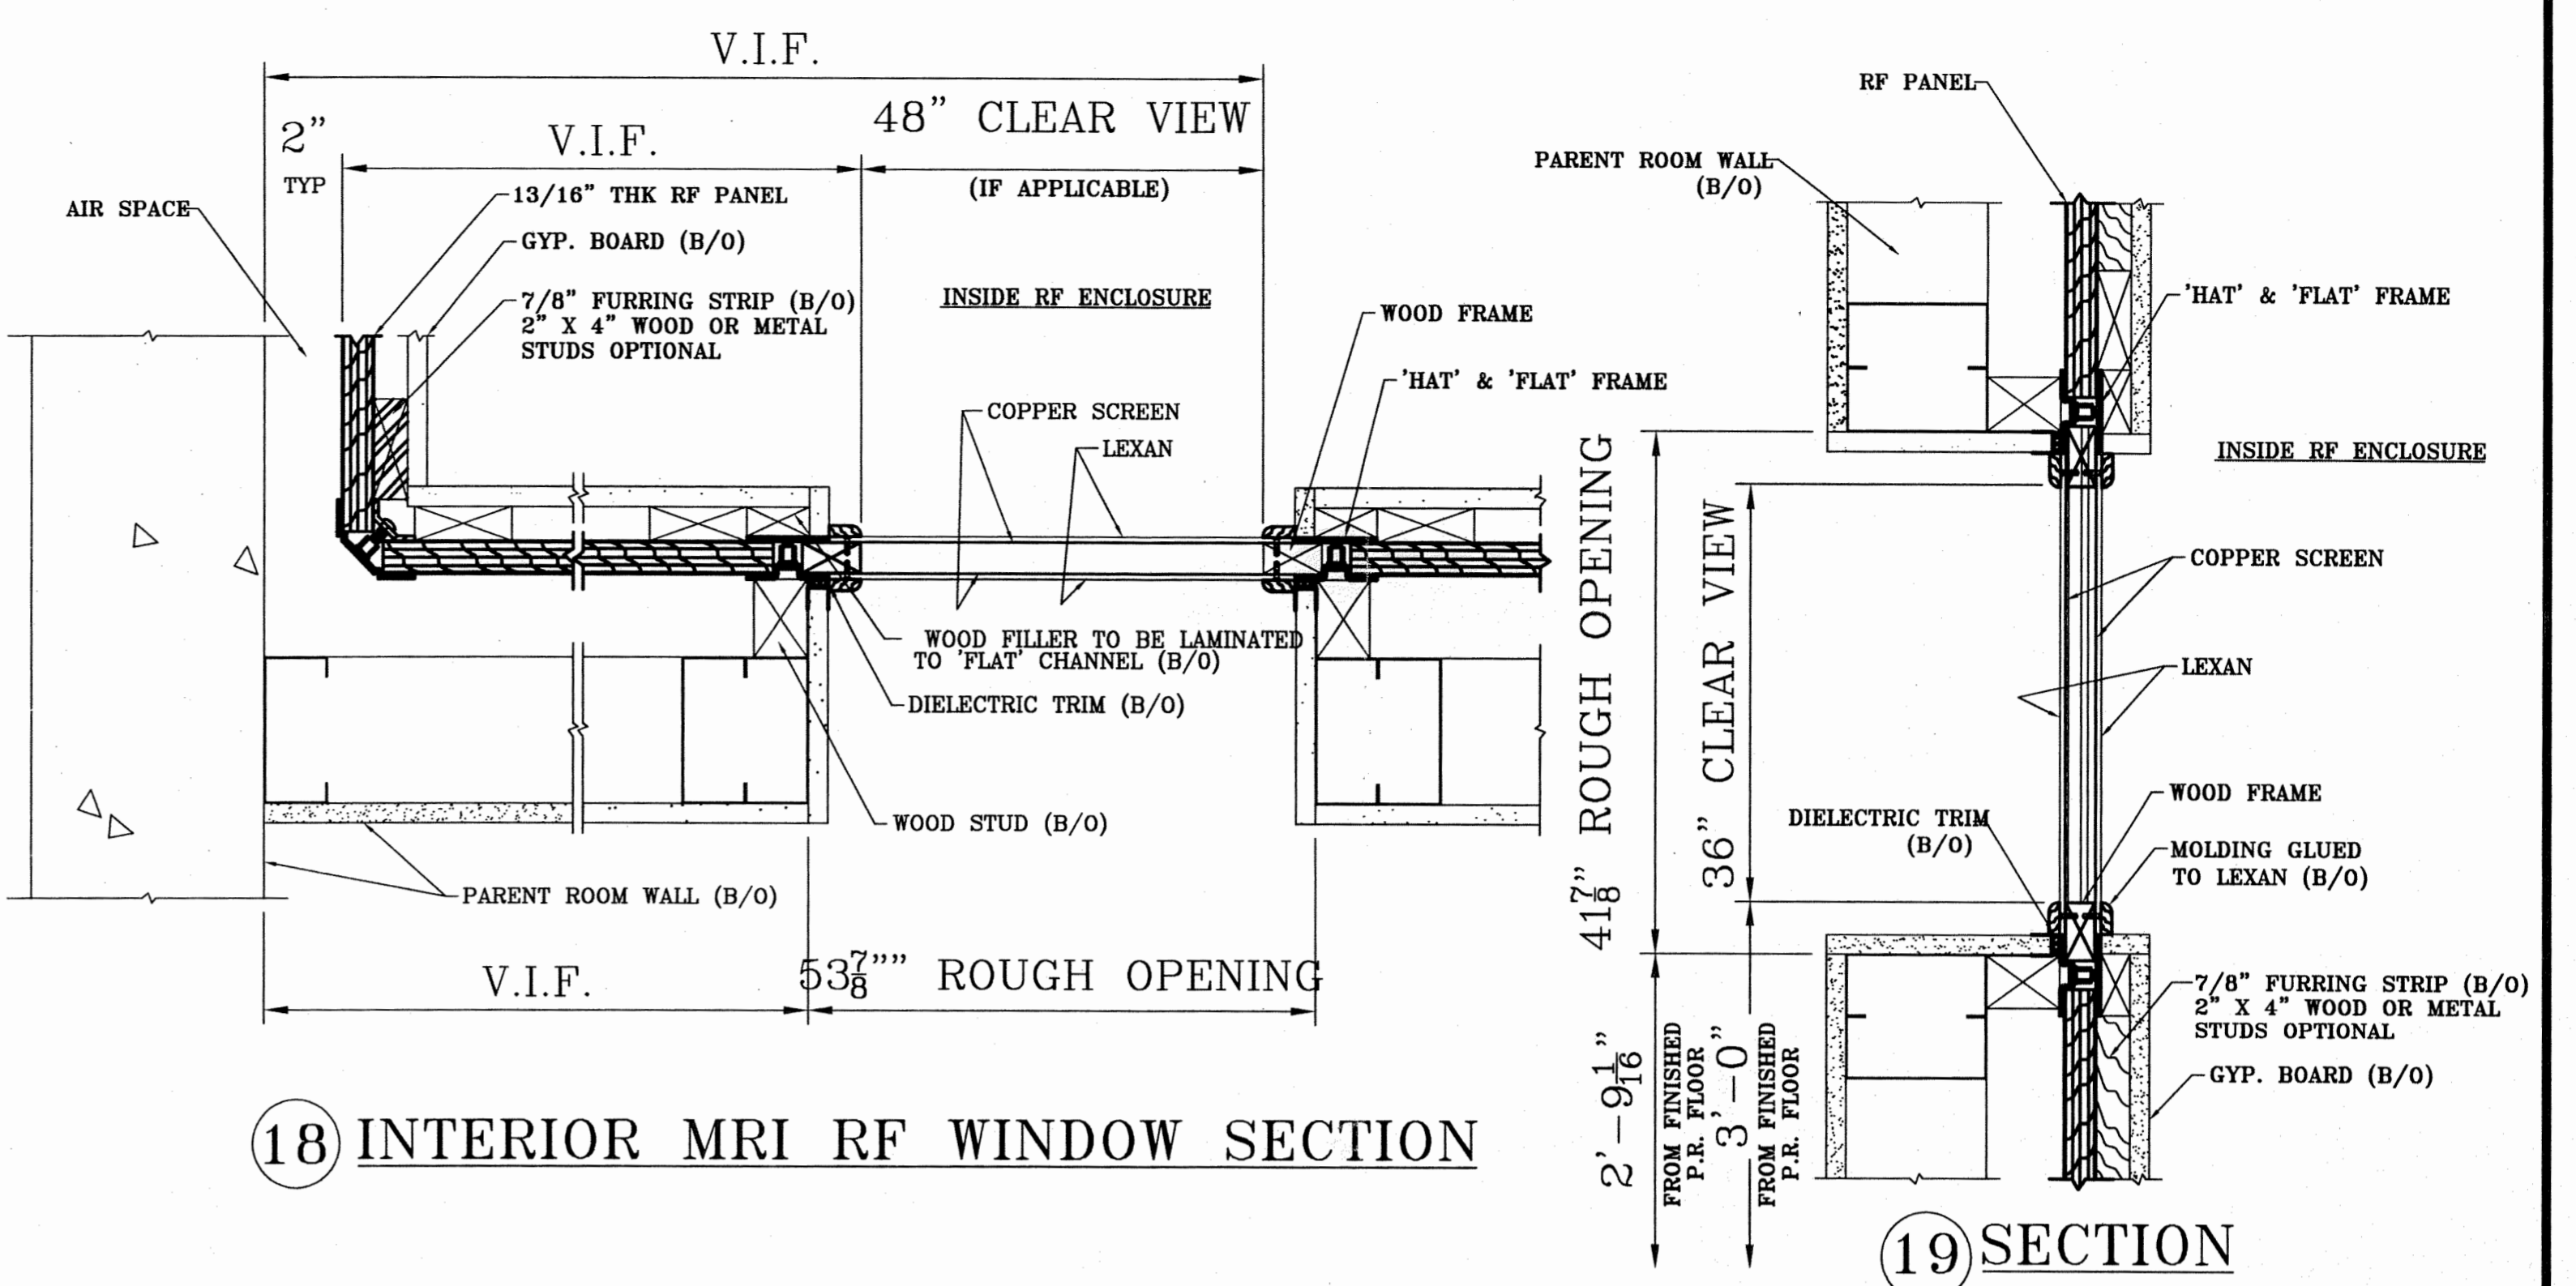 V.I.F.
2”
TYP
V.I.F.
48” CLEAR VIEW
(IF APPLICABLE)
AIR SPACE
13/16” THK RF PANEL
GYP. BOARD (B/O)
7/8” FURRING STRIP (B/O)
2” X 4” WOOD OR METAL
STUDS OPTIONAL
INSIDE RF ENCLOSURE
WOOD FRAME
'HAT' & 'FLAT' FRAME
COPPER SCREEN
LEXAN
WOOD FILLER TO BE LAMINATED
TO 'FLAT' CHANNEL (B/O)
DIELECTRIC TRIM (B/O)
WOOD STUD (B/O)
PARENT ROOM WALL (B/O)
V.I.F.
53 7/8”” ROUGH OPENING
18 INTERIOR MRI RF WINDOW SECTION
RF PANEL
PARENT ROOM WALL
(B/O)
'HAT' & 'FLAT' FRAME
INSIDE RF ENCLOSURE
41 7/8” ROUGH OPENING
36” CLEAR VIEW
COPPER SCREEN
LEXAN
WOOD FRAME
DIELECTRIC TRIM
(B/O)
MOLDING GLUED
TO LEXAN (B/O)
7/8” FURRING STRIP (B/O)
2” X 4” WOOD OR METAL
STUDS OPTIONAL
GYP. BOARD (B/O)
2'-9 1/16”
FROM FINISHED
P.R. FLOOR
3'-0”
FROM FINISHED
P.R. FLOOR
19 SECTION